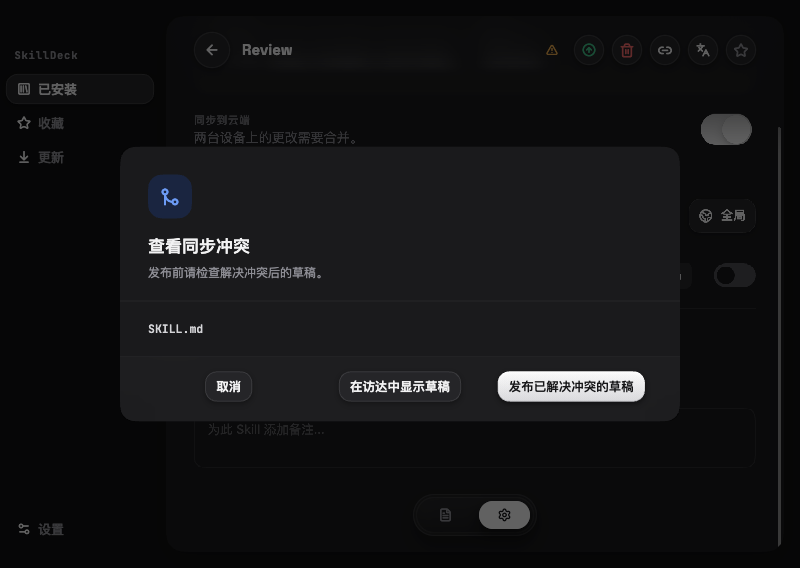 SkillDeck
Review
已安装
收藏
更新
同步到云端
两台设备上的更改需要合并。
全局
查看同步冲突
发布前请检查解决冲突后的草稿。
SKILL.md
取消
在访达中显示草稿
发布已解决冲突的草稿
为此 Skill 添加备注...
设置